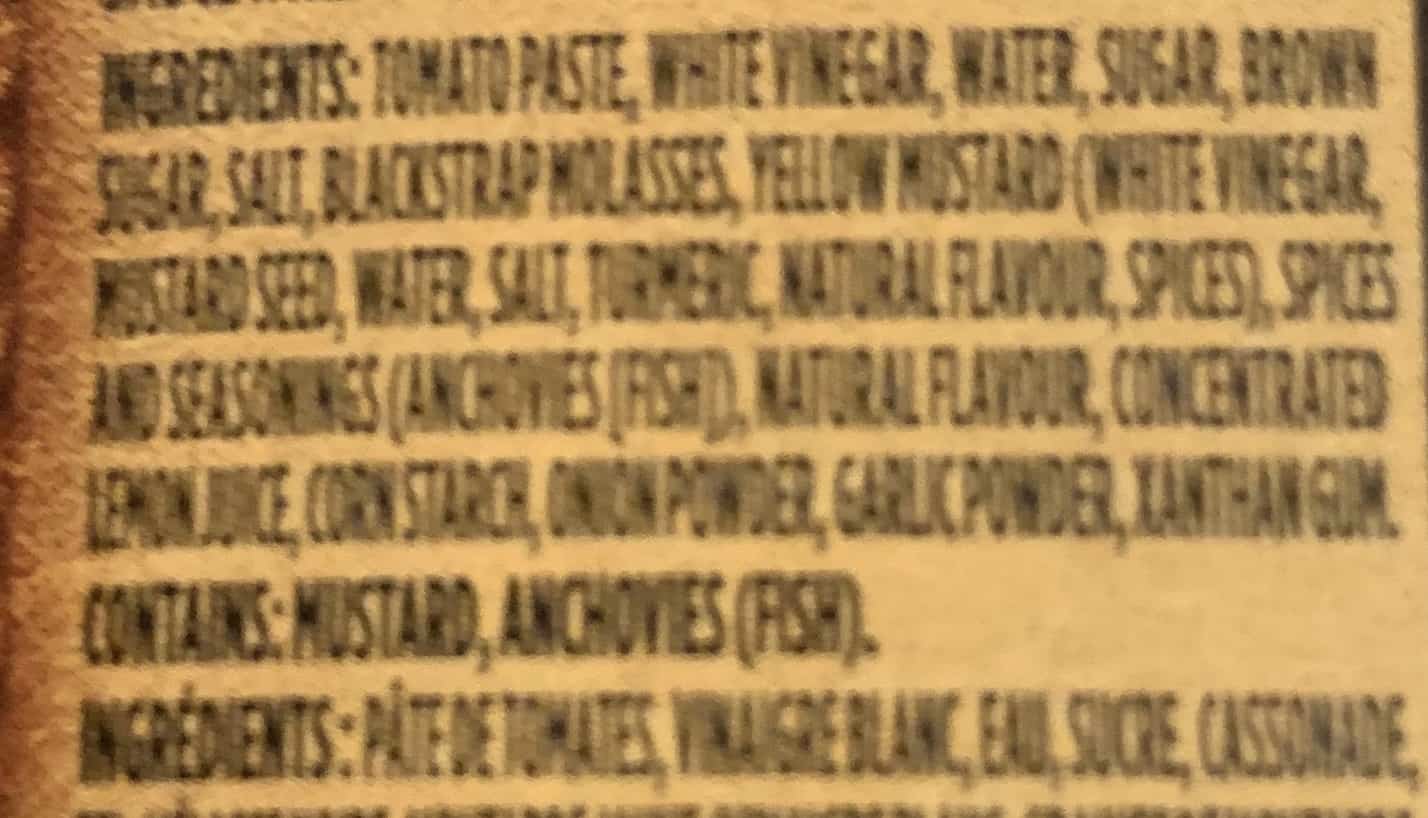 INGREDIENTS: TOMATO PASTE, WHITE VINEGAR, WATER, SUGAR, BROWN
SUGAR, SALT, BLACKSTRAP MOLASSES, YELLOW MUSTARD (WHITE VINEGAR,
MUSTARD SEED, WATER, SALT, TURMERIC, NATURAL FLAVOUR, SPICES), SPICES
AND SEASONINGS (ANCHOVIES (FISH)), NATURAL FLAVOUR, CONCENTRATED
LEMON JUICE, CORN STARCH, ONION POWDER, GARLIC POWDER, XANTHAN GUM.
CONTAINS: MUSTARD, ANCHOVIES (FISH).
INGRÉDIENTS : PÂTE DE TOMATES, VINAIGRE BLANC, EAU, SUCRE, CASSONADE,